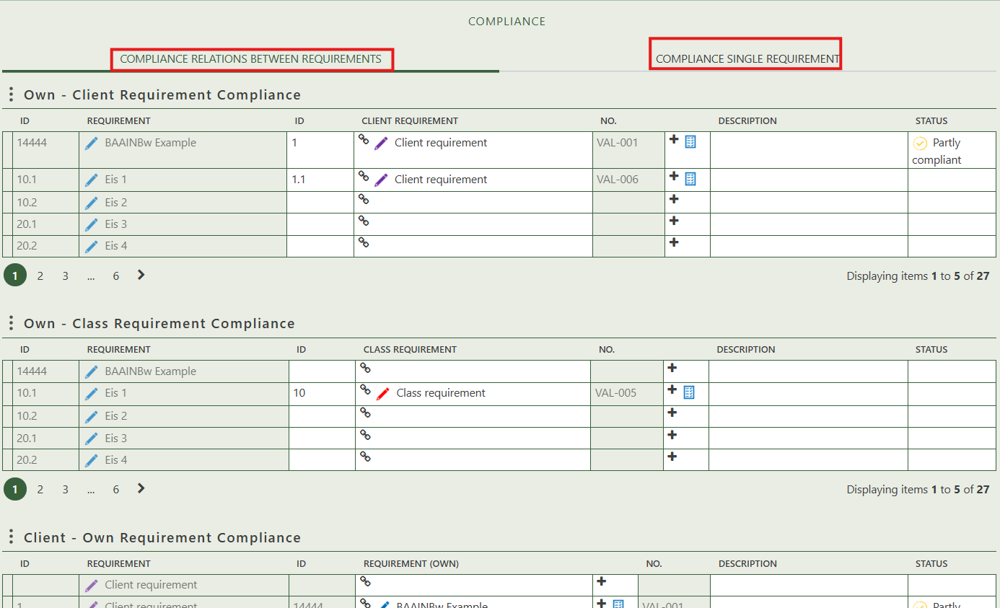 COMPLIANCE
COMPLIANCE RELATIONS BETWEEN REQUIREMENTS COMPLIANCE SINGLE REQUIREMENT
Own - Client Requirement Compliance
ID REQUIREMENT ID CLIENT REQUIREMENT NO. DESCRIPTION STATUS
14444 BAAINBw Example 1 Client requirement VAL-001 Partly
compliant
10.1 Eis 1 1.1 Client requirement VAL-006
10.2 Eis 2
20.1 Eis 3
20.2 Eis 4
1 2 3 ... 6 Displaying items 1 to 5 of 27
Own - Class Requirement Compliance
ID REQUIREMENT ID CLASS REQUIREMENT NO. DESCRIPTION STATUS
14444 BAAINBw Example
10.1 Eis 1 10 Class requirement VAL-005
10.2 Eis 2
20.1 Eis 3
20.2 Eis 4
1 2 3 ... 6 Displaying items 1 to 5 of 27
Client - Own Requirement Compliance
ID REQUIREMENT ID REQUIREMENT (OWN) NO. DESCRIPTION STATUS
Client requirement
1 Client requirement 14444 BAAINBw Example VAL-001 Partly